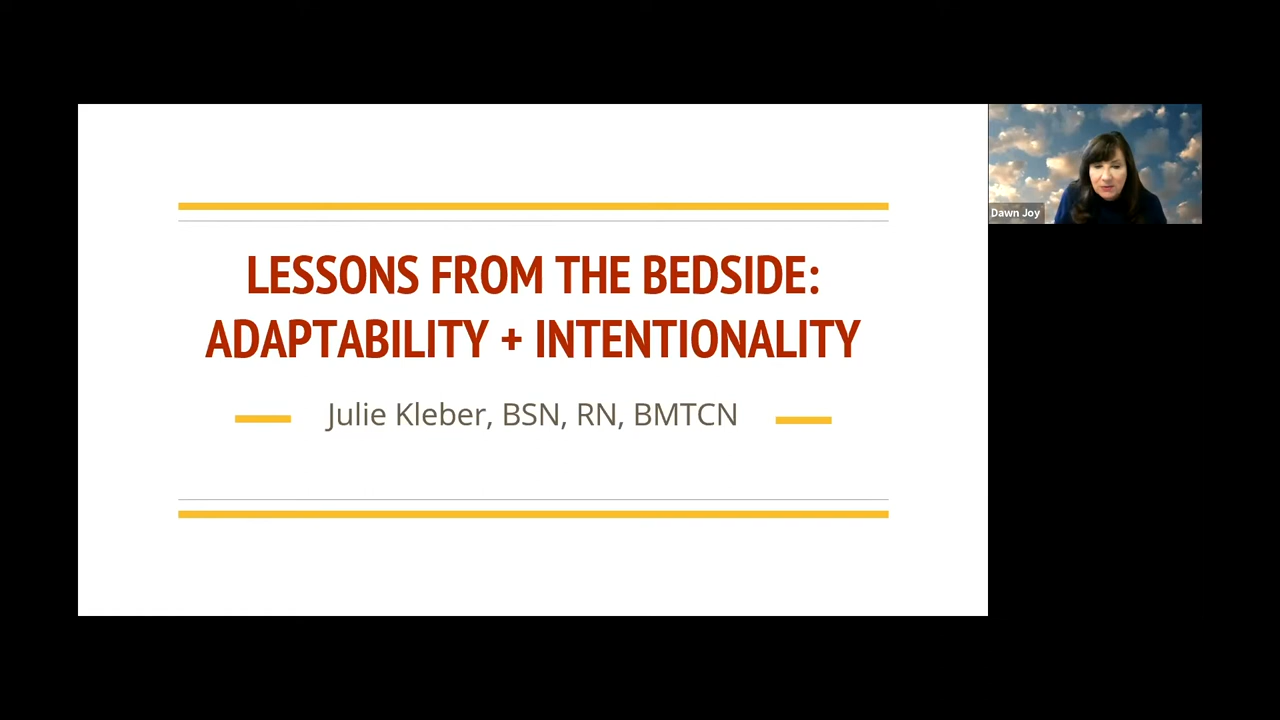 LESSONS FROM THE BEDSIDE:
ADAPTABILITY + INTENTIONALITY
Julie Kleber, BSN, RN, BMTCN
Dawn Joy